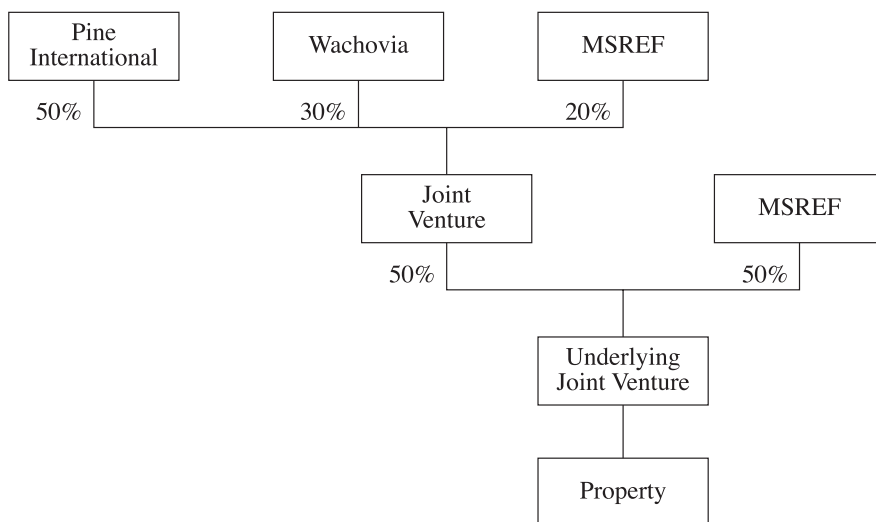 Pine
International
Wachovia
MSREF
50%
30%
20%
Joint
Venture
MSREF
50%
50%
Underlying
Joint Venture
Property